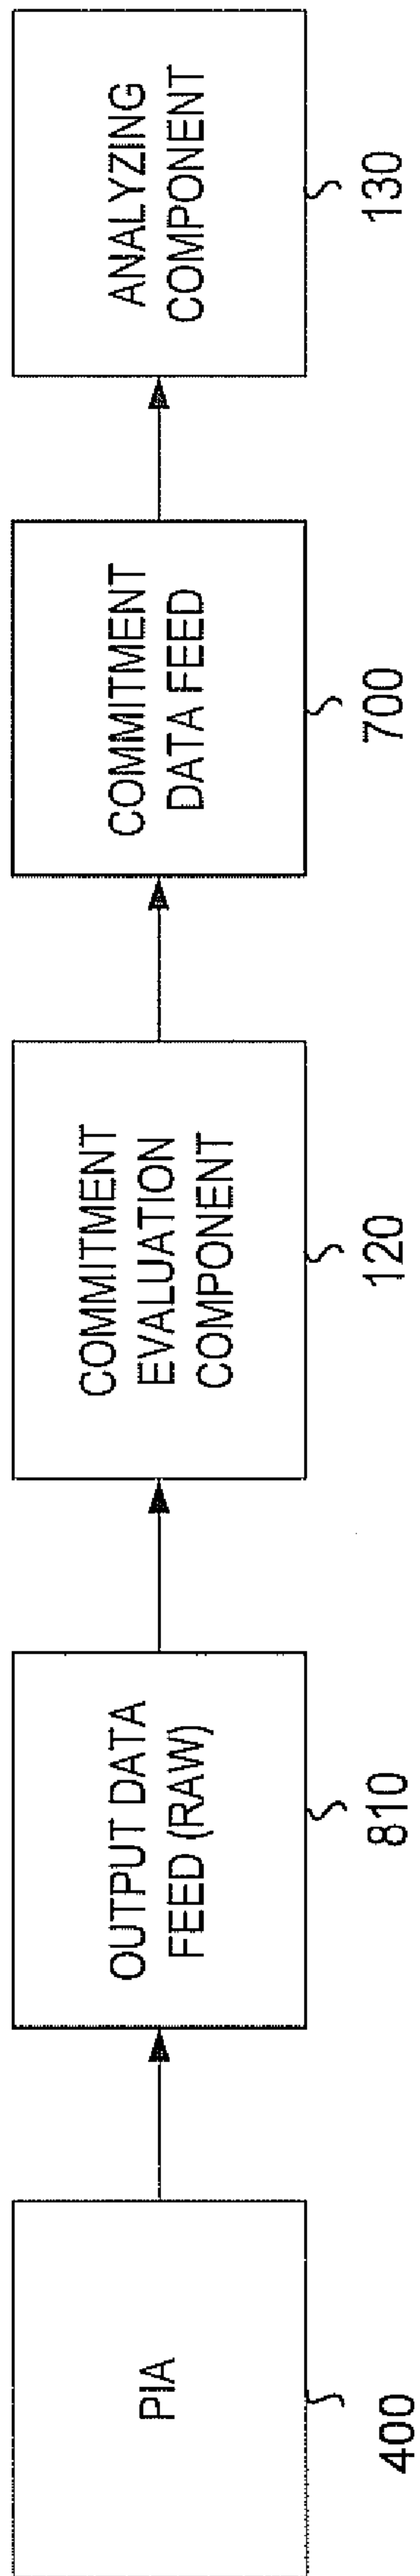 PIA
400
OUTPUT DATA
FEED (RAW)
810
COMMITMENT
EVALUATION
COMPONENT
120
COMMITMENT
DATA FEED
700
ANALYZING
COMPONENT
130